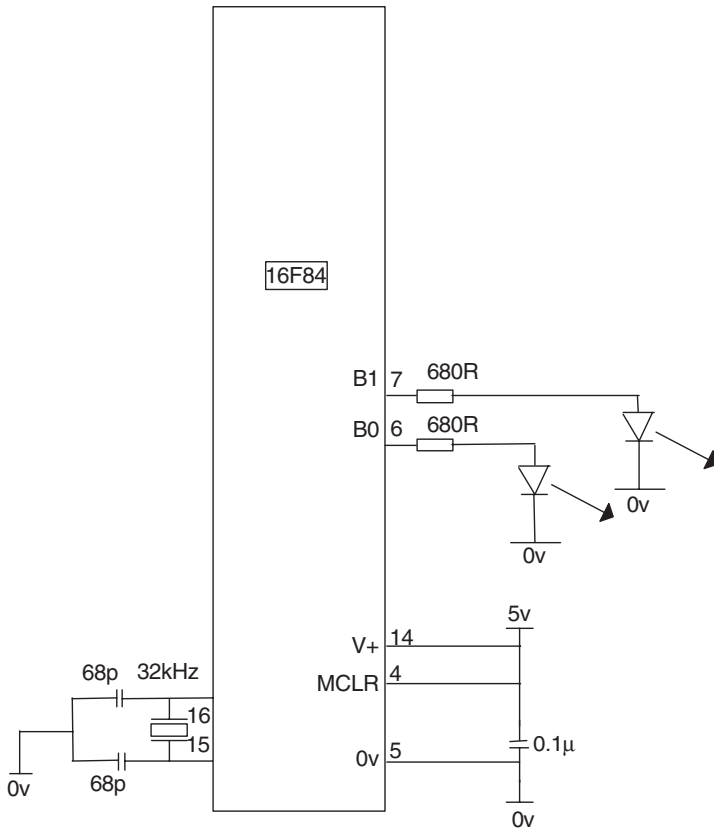 16F84
B1 7 680R
B0 6 680R
0v
0v
5v
V+ 14
68p 32kHz
MCLR 4
16
15
0v 5 0.1µ
68p
0v
0v